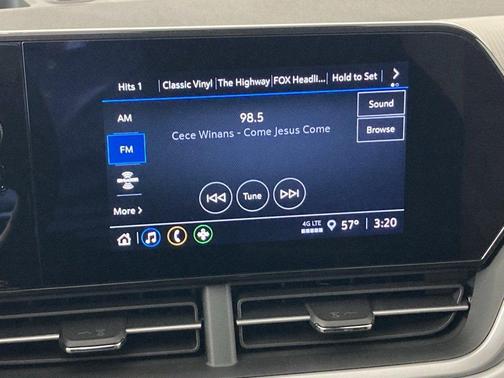 Hits 1 Classic Vinyl The Highway FOX Headli... Hold to Set
AM
98.5
Sound
Cece Winans - Come Jesus Come
Browse
FM
Tune
More
4G LTE
57° 3:20